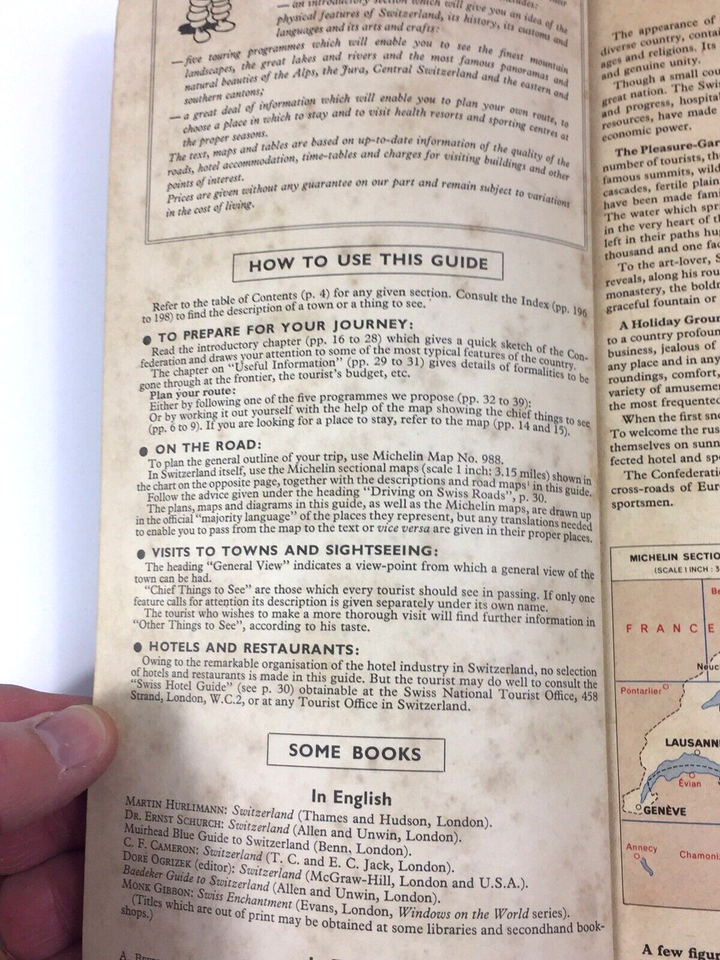 — an introductory section which will give you an idea of the
physical features of Switzerland, its history, its customs and
languages and its arts and crafts:
— five touring programmes which will enable you to see the finest mountain
landscapes, the great lakes and rivers and the most famous panoramas and
natural beauties of the Alps, the Jura, Central Switzerland and the eastern and
southern cantons;
— a great deal of information which will enable you to plan your own route, to
choose a place in which to stay and to visit health resorts and sporting centres at
the proper seasons.
The text, maps and tables are based on up-to-date information of the quality of the
roads, hotel accommodation, time-tables and charges for visiting buildings and other
points of interest.
Prices are given without any guarantee on our part and remain subject to variations
in the cost of living.
HOW TO USE THIS GUIDE
Refer to the table of Contents (p. 4) for any given section. Consult the Index (pp. 196
to 198) to find the description of a town or a thing to see.
● TO PREPARE FOR YOUR JOURNEY:
Read the introductory chapter (pp. 16 to 28) which gives a quick sketch of the Con-
federation and draws your attention to some of the most typical features of the country.
The chapter on "Useful Information" (pp. 29 to 31) gives details of formalities to be
gone through at the frontier, the tourist's budget, etc.
Plan your route:
Either by following one of the five programmes we propose (pp. 32 to 39):
Or by working it out yourself with the help of the map showing the chief things to see
(pp. 6 to 9). If you are looking for a place to stay, refer to the map (pp. 14 and 15).
● ON THE ROAD:
To plan the general outline of your trip, use Michelin Map No. 988.
In Switzerland itself, use the Michelin sectional maps (scale 1 inch: 3.15 miles) shown in
the chart on the opposite page, together with the descriptions and road maps in this guide.
Follow the advice given under the heading "Driving on Swiss Roads", p. 30.
The plans, maps and diagrams in this guide, as well as the Michelin maps, are drawn up
in the official "majority language" of the places they represent, but any translations needed
to enable you to pass from the map to the text or vice versa are given in their proper places.
● VISITS TO TOWNS AND SIGHTSEEING:
The heading "General View" indicates a view-point from which a general view of the
town can be had.
"Chief Things to See" are those which every tourist should see in passing. If only one
feature calls for attention its description is given separately under its own name.
The tourist who wishes to make a more thorough visit will find further information in
"Other Things to See", according to his taste.
● HOTELS AND RESTAURANTS:
Owing to the remarkable organisation of the hotel industry in Switzerland, no selection
of hotels and restaurants is made in this guide. But the tourist may do well to consult the
"Swiss Hotel Guide" (see p. 30) obtainable at the Swiss National Tourist Office, 458
Strand, London, W.C.2, or at any Tourist Office in Switzerland.
SOME BOOKS
In English
MARTIN HURLIMANN: Switzerland (Thames and Hudson, London).
DR. ERNST SCHURCH: Switzerland (Allen and Unwin, London).
Muirhead Blue Guide to Switzerland (Benn, London).
C. F. CAMERON: Switzerland (T. C. and E. C. Jack, London).
DORÉ OGRIZEK (editor): Switzerland (McGraw-Hill, London and U.S.A.).
Baedeker Guide to Switzerland (Allen and Unwin, London).
MONK GIBBON: Swiss Enchantment (Evans, London, Windows on the World series).
(Titles which are out of print may be obtained at some libraries and secondhand book-
shops.)
The appearance of
diverse country, contai
ages and religions. Its
and genuine unity.
Though a small cou
great nation. The Swi
and progress, hospital
resources, have made
economic power.
The Pleasure-Gar
number of tourists, th
famous summits, wild
cascades, fertile plain
have been made fami
The water which spr
in the very heart of t
left in their paths hu
thousand and one fac
To the art-lover, S
reveals, along his rou
monastery, the boldn
graceful fountain or
A Holiday Groun
to a country profoun
business, jealous of
any place and in any
roundings, comfort,
variety of amuseme
the most frequented
When the first sno
To welcome the rus
themselves on sunn
fected hotel and spo
The Confederatio
cross-roads of Eur
sportsmen.
MICHELIN SECTIO
(SCALE 1 INCH : 3
Be
FRANCE
Neuc
Pontarlier
LAUSANN
Évian
GENÈVE
Annecy
Chamoni
A few figur